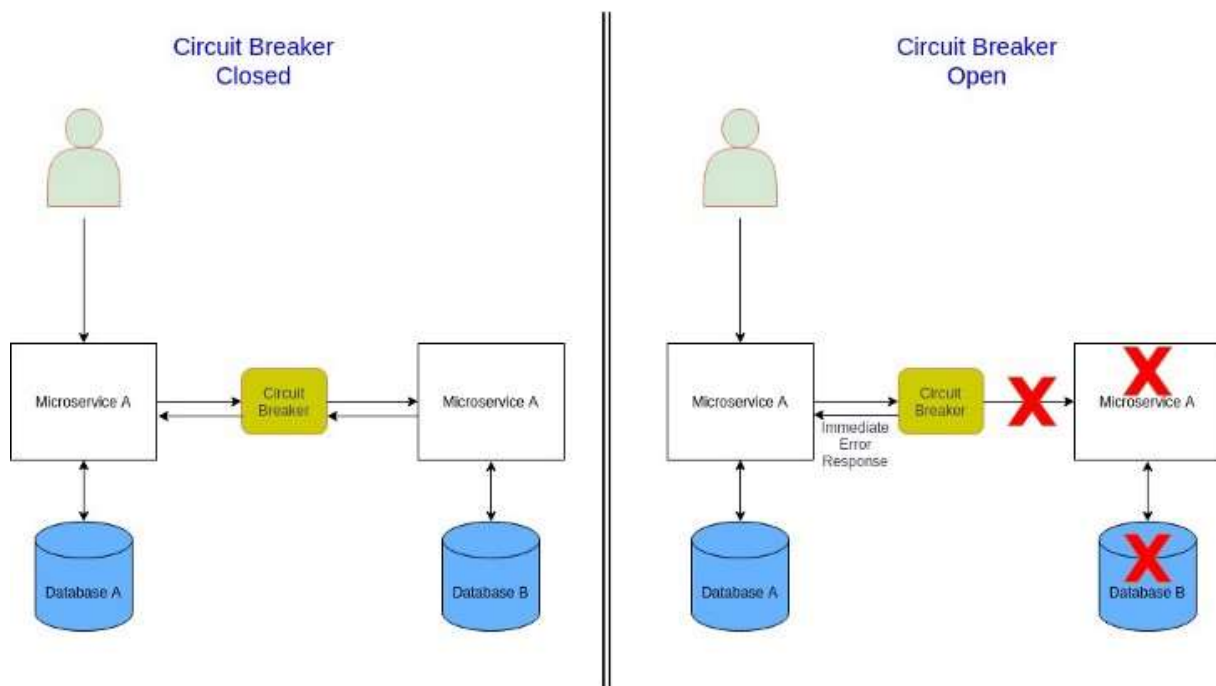 Circuit Breaker
Closed
Microservice A
Circuit
Breaker
Microservice A
Database A
Database B
Circuit Breaker
Open
Microservice A
Circuit
Breaker
Immediate
Error
Response
X
X
Microservice A
Database A
X
Database B